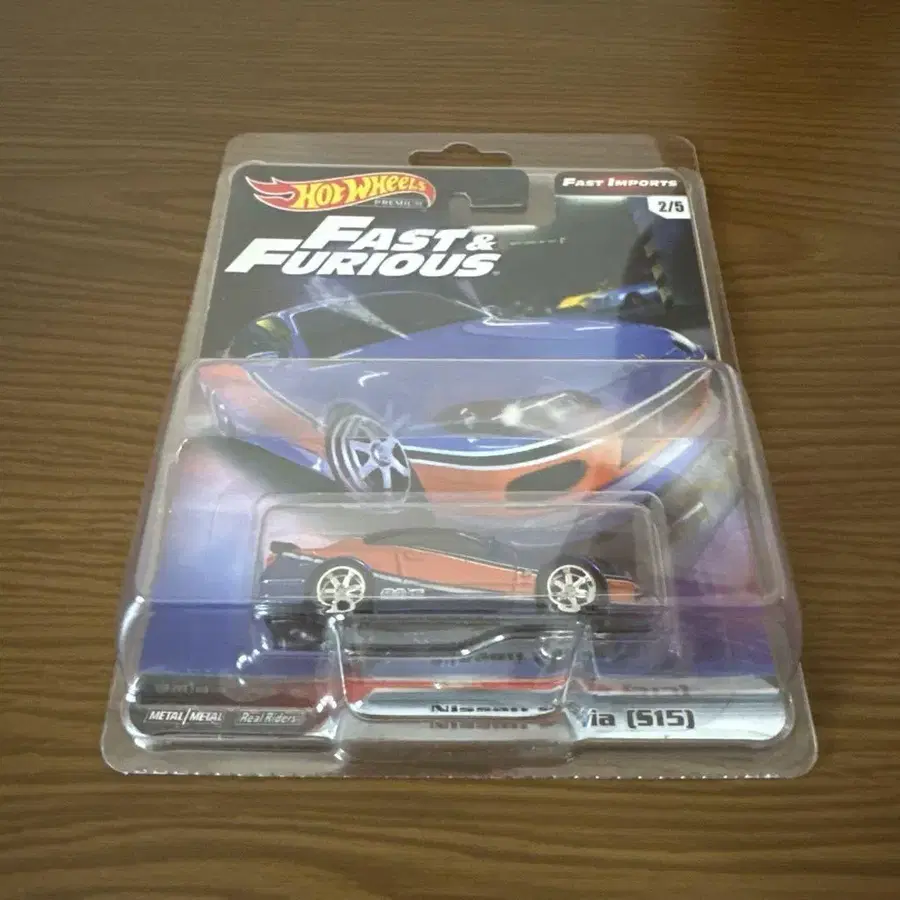 HOT WHEELS
PREMIUM
FAST IMPORTS
2/5
FAST &
FURIOUS
METAL/METAL Real Riders
(S15)